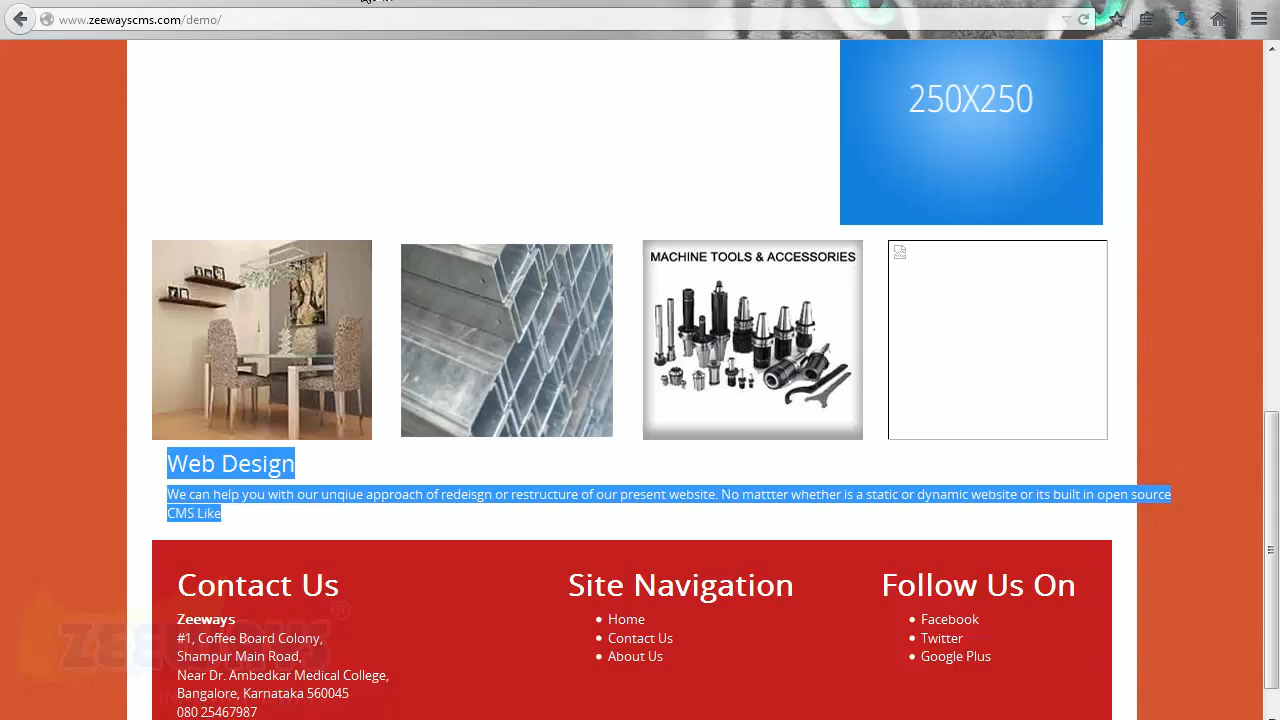 www.zeewayscms.com/demo/
250X250
MACHINE TOOLS & ACCESSORIES
Web Design
We can help you with our unqiue approach of redeisgn or restructure of our present website. No mattter whether is a static or dynamic website or its built in open source
CMS Like
Contact Us
Zeeways
#1, Coffee Board Colony,
Shampur Main Road,
Near Dr. Ambedkar Medical College,
Bangalore, Karnataka 560045
080 25467987
Site Navigation
Home
Contact Us
About Us
Follow Us On
Facebook
Twitter
Google Plus
ZEEWAYS